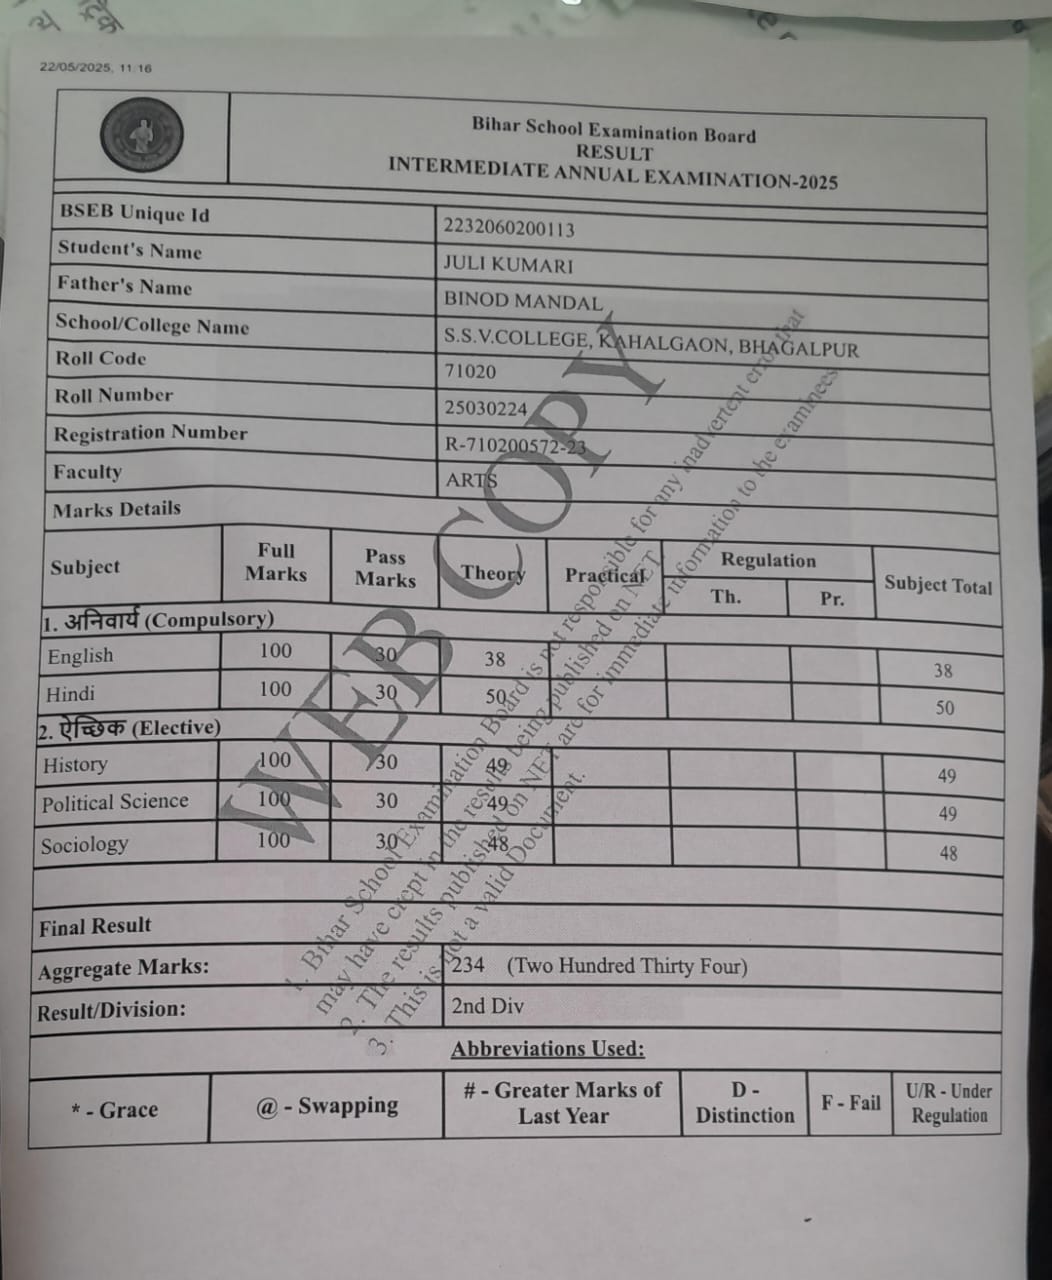 22/05/2025, 11:16
Bihar School Examination Board
RESULT
INTERMEDIATE ANNUAL EXAMINATION-2025
BSEB Unique Id 2232060200113
Student's Name JULI KUMARI
Father's Name BINOD MANDAL
School/College Name S.S.V.COLLEGE, KAHALGAON, BHAGALPUR
Roll Code 71020
Roll Number 25030224
Registration Number R-710200572-23
Faculty ARTS
Marks Details
Subject Full Marks Pass Marks Theory Practical Regulation Th. Pr. Subject Total
1. अनिवार्य (Compulsory)
English 100 30 38 38
Hindi 100 30 50 50
2. ऐच्छिक (Elective)
History 100 30 49 49
Political Science 100 30 49 49
Sociology 100 30 48 48
Final Result
Aggregate Marks: 234 (Two Hundred Thirty Four)
Result/Division: 2nd Div
Abbreviations Used:
* - Grace @ - Swapping # - Greater Marks of Last Year D - Distinction F - Fail U/R - Under Regulation
WEB COPY
1. Bihar School Examination Board is not responsible for any inadvertent error that
may have crept in the results being published on NET.
2. The results published on NET are for immediate information to the examinees
3. This is not a valid Document.